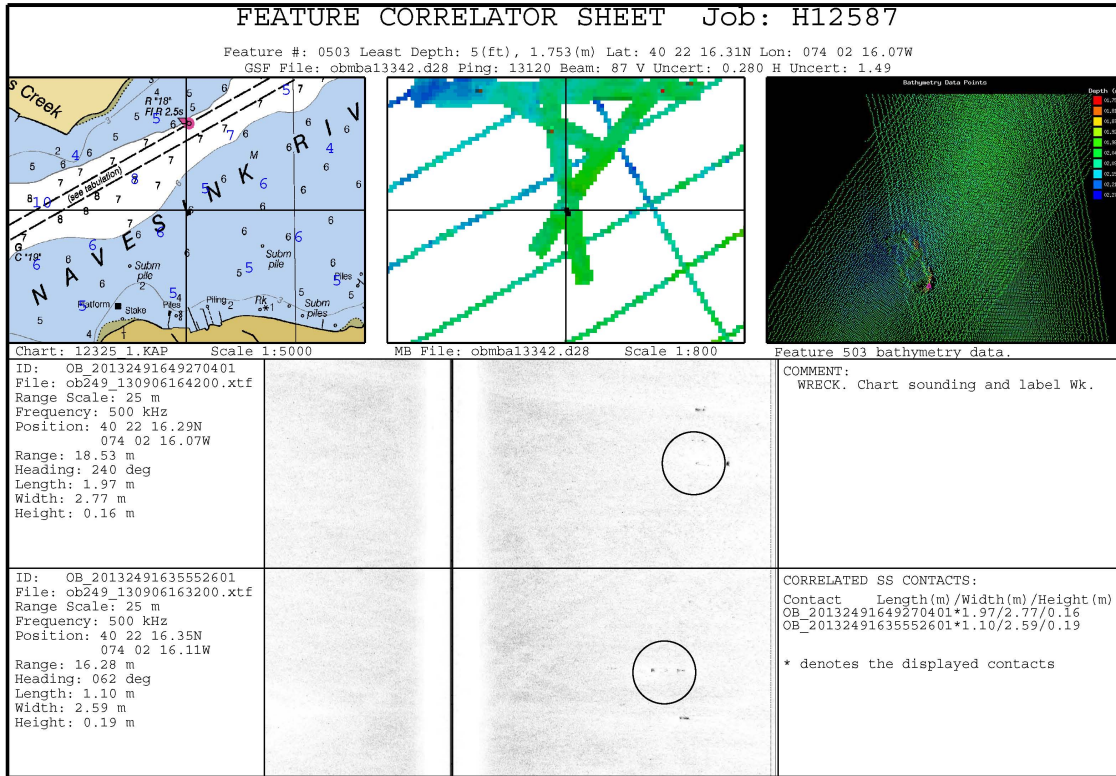 FEATURE CORRELATOR SHEET Job: H12587
Feature #: 0503 Least Depth: 5(ft), 1.753(m) Lat: 40 22 16.31N Lon: 074 02 16.07W
GSF File: obmba13342.d28 Ping: 13120 Beam: 87 V Uncert: 0.280 H Uncert: 1.49
s Creek
R "18"
Fl R 2.5s
(see tabulation)
NAVESINK RIV
M
G
C "19"
Subm
pile
Subm
pile
Platform
Stake
Piles
Piling
Rk
Subm
piles
Piles
Bathymetry Data Points
Chart: 12325_1.KAP Scale 1:5000
MB File: obmba13342.d28 Scale 1:800
Feature 503 bathymetry data.
ID: OB_20132491649270401
File: ob249_130906164200.xtf
Range Scale: 25 m
Frequency: 500 kHz
Position: 40 22 16.29N
074 02 16.07W
Range: 18.53 m
Heading: 240 deg
Length: 1.97 m
Width: 2.77 m
Height: 0.16 m
COMMENT:
WRECK. Chart sounding and label Wk.
ID: OB_20132491635552601
File: ob249_130906163200.xtf
Range Scale: 25 m
Frequency: 500 kHz
Position: 40 22 16.35N
074 02 16.11W
Range: 16.28 m
Heading: 062 deg
Length: 1.10 m
Width: 2.59 m
Height: 0.19 m
CORRELATED SS CONTACTS:
Contact Length(m)/Width(m)/Height(m)
OB_20132491649270401*1.97/2.77/0.16
OB_20132491635552601*1.10/2.59/0.19
* denotes the displayed contacts